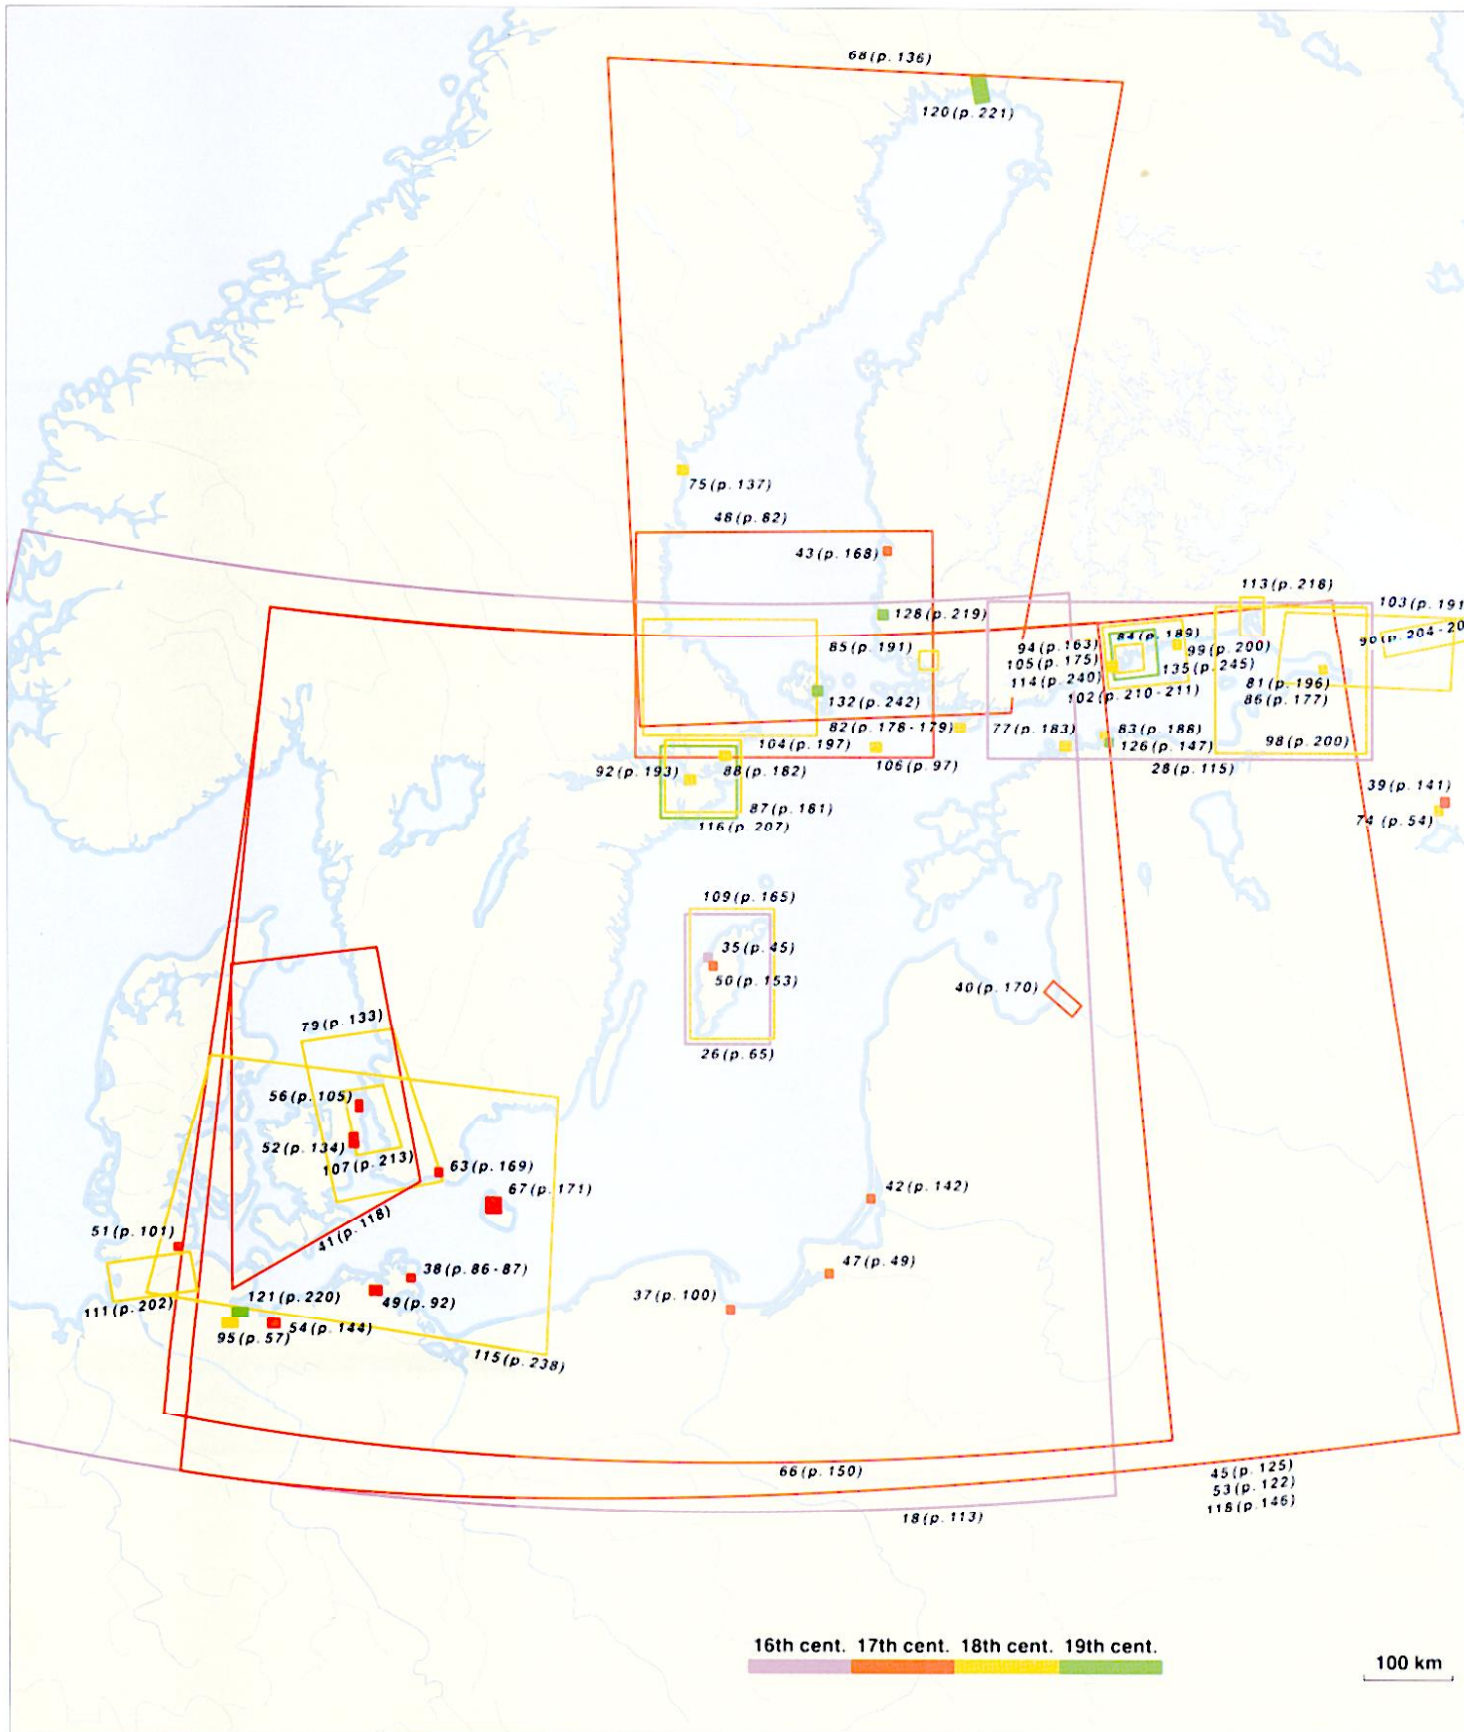 68 (p. 136)
120 (p. 221)
75 (p. 137)
48 (p. 82)
43 (p. 168)
128 (p. 219)
113 (p. 218)
103 (p. 191
90 (p. 204-20
85 (p. 191)
94 (p. 163)
84 (p. 189)
99 (p. 200)
105 (p. 175)
135 (p. 245)
114 (p. 240)
102 (p. 210-211)
81 (p. 196)
86 (p. 177)
132 (p. 242)
82 (p. 178-179)
77 (p. 183)
83 (p. 188)
126 (p. 147)
98 (p. 200)
104 (p. 197)
106 (p. 97)
28 (p. 115)
92 (p. 193)
88 (p. 182)
39 (p. 141)
87 (p. 181)
74 (p. 54)
116 (p. 207)
109 (p. 165)
35 (p. 45)
50 (p. 153)
40 (p. 170)
79 (p. 133)
26 (p. 65)
56 (p. 105)
52 (p. 134)
107 (p. 213)
63 (p. 169)
67 (p. 171)
42 (p. 142)
51 (p. 101)
41 (p. 118)
47 (p. 49)
38 (p. 86-87)
121 (p. 220)
49 (p. 92)
37 (p. 100)
111 (p. 202)
95 (p. 57)
54 (p. 144)
115 (p. 238)
66 (p. 150)
45 (p. 125)
53 (p. 122)
118 (p. 146)
18 (p. 113)
16th cent. 17th cent. 18th cent. 19th cent.
100 km